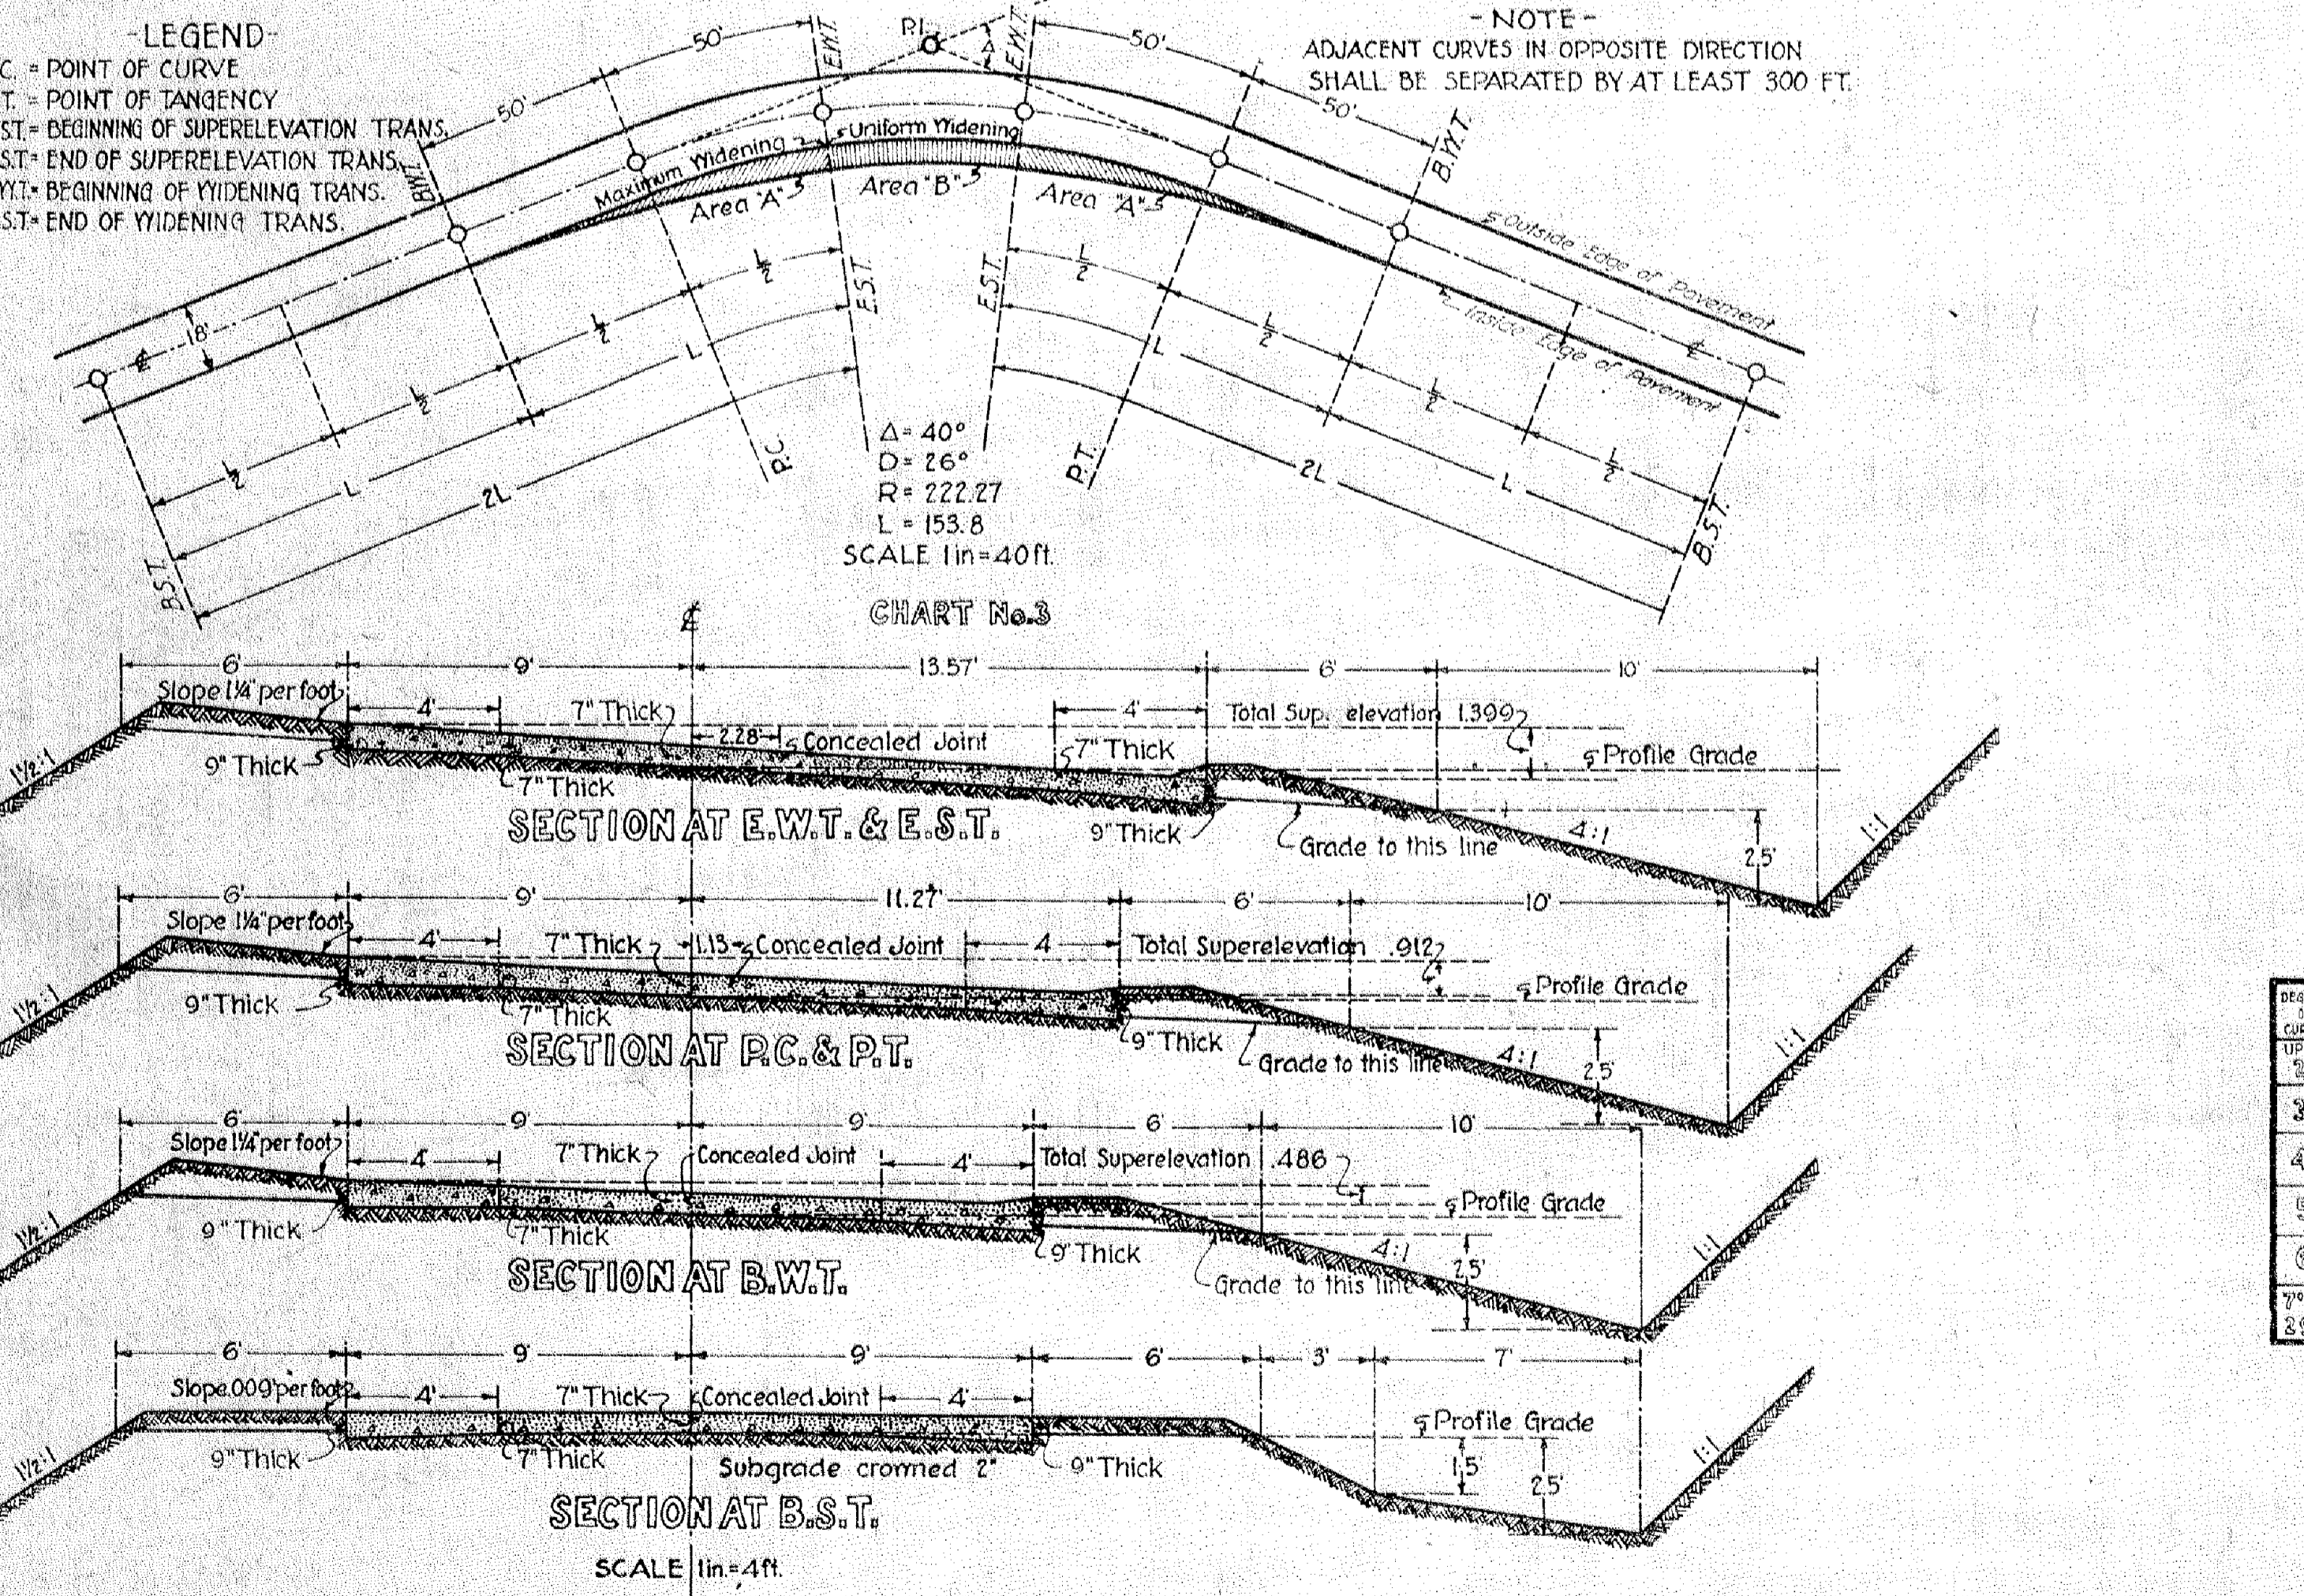 -LEGEND-
C. = POINT OF CURVE
T. = POINT OF TANGENCY
S.T. = BEGINNING OF SUPERELEVATION TRANS.
S.T. = END OF SUPERELEVATION TRANS.
W.T. = BEGINNING OF WIDENING TRANS.
S.T. = END OF WIDENING TRANS.
- NOTE -
ADJACENT CURVES IN OPPOSITE DIRECTION
SHALL BE SEPARATED BY AT LEAST 300 FT.
P.I.
Δ
E.W.T.
E.W.T.
50'
50'
50'
50'
B.W.T.
B.W.T.
Maximum Widening
Uniform Widening
Area "A"
Area "B"
Area "A"
Outside Edge of Pavement
Inside Edge of Pavement
18'
℄
℄
L/2
L/2
L/2
L/2
L
L
2L
L/2
L/2
L/2
L/2
L
L
2L
E.S.T.
E.S.T.
P.C.
P.T.
B.S.T.
B.S.T.
Δ = 40°
D = 26°
R = 222.27
L = 153.8
SCALE 1in = 40ft.
CHART No.3
℄
6' 9' 13.57' 6' 10'
Slope 1¼" per foot
4' 7" Thick 2.28' Concealed Joint 4' 7" Thick
Total Sup. elevation 1.399
Profile Grade
1½:1 9" Thick 7" Thick 9" Thick
Grade to this line 4:1 2.5' 1:1
SECTION AT E.W.T. & E.S.T.
6' 9' 11.27' 6' 10'
Slope 1¼" per foot
4' 7" Thick 1.13 Concealed Joint 4
Total Superelevation .912
Profile Grade
1½:1 9" Thick 7" Thick 9" Thick
Grade to this line 4:1 2.5' 1:1
SECTION AT P.C. & P.T.
6' 9' 9' 6' 10'
Slope 1¼" per foot
4' 7" Thick Concealed Joint 4'
Total Superelevation .486
Profile Grade
1½:1 9" Thick 7" Thick 9" Thick
Grade to this line 4:1 2.5' 1:1
SECTION AT B.W.T.
6' 9' 9' 6' 3' 7'
Slope .009' per foot
4' 7" Thick Concealed Joint 4'
Profile Grade
1½:1 9" Thick 7" Thick Subgrade crowned 2" 9" Thick
1.5' 2.5' 1:1
SECTION AT B.S.T.
SCALE 1in. = 4ft.
UP
7°